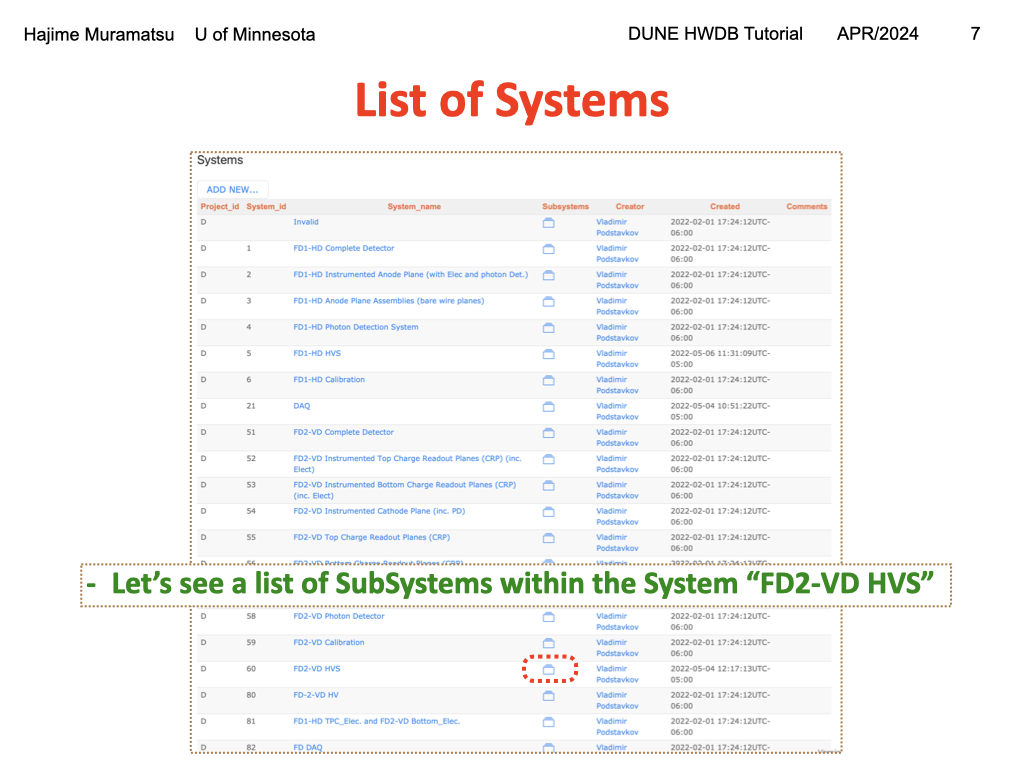 Hajime Muramatsu U of Minnesota DUNE HWDB Tutorial APR/2024 7
List of Systems
Systems
ADD NEW...
Project_id System_id System_name Subsystems Creator Created Comments
D Invalid Vladimir 2022-02-01 17:24:12UTC-
Podstavkov 06:00
D 1 FD1-HD Complete Detector Vladimir 2022-02-01 17:24:12UTC-
Podstavkov 06:00
D 2 FD1-HD Instrumented Anode Plane (with Elec and photon Det.) Vladimir 2022-02-01 17:24:12UTC-
Podstavkov 06:00
D 3 FD1-HD Anode Plane Assemblies (bare wire planes) Vladimir 2022-02-01 17:24:12UTC-
Podstavkov 06:00
D 4 FD1-HD Photon Detection System Vladimir 2022-02-01 17:24:12UTC-
Podstavkov 06:00
D 5 FD1-HD HVS Vladimir 2022-05-06 11:31:09UTC-
Podstavkov 05:00
D 6 FD1-HD Calibration Vladimir 2022-02-01 17:24:12UTC-
Podstavkov 06:00
D 21 DAQ Vladimir 2022-05-04 10:51:22UTC-
Podstavkov 05:00
D 51 FD2-VD Complete Detector Vladimir 2022-02-01 17:24:12UTC-
Podstavkov 06:00
D 52 FD2-VD Instrumented Top Charge Readout Planes (CRP) (inc. Vladimir 2022-02-01 17:24:12UTC-
Elect) Podstavkov 06:00
D 53 FD2-VD Instrumented Bottom Charge Readout Planes (CRP) Vladimir 2022-02-01 17:24:12UTC-
(inc. Elect) Podstavkov 06:00
D 54 FD2-VD Instrumented Cathode Plane (inc. PD) Vladimir 2022-02-01 17:24:12UTC-
Podstavkov 06:00
D 55 FD2-VD Top Charge Readout Planes (CRP) Vladimir 2022-02-01 17:24:12UTC-
Podstavkov 06:00
D 56 FD2-VD Bottom Charge Readout Planes (CRP) Vladimir 2022-02-01 17:24:12UTC-
- Let’s see a list of SubSystems within the System “FD2-VD HVS”
D 58 FD2-VD Photon Detector Vladimir 2022-02-01 17:24:12UTC-
Podstavkov 06:00
D 59 FD2-VD Calibration Vladimir 2022-02-01 17:24:12UTC-
Podstavkov 06:00
D 60 FD2-VD HVS Vladimir 2022-05-04 12:17:13UTC-
Podstavkov 05:00
D 80 FD-2-VD HV Vladimir 2022-02-01 17:24:12UTC-
Podstavkov 06:00
D 81 FD1-HD TPC_Elec. and FD2-VD Bottom_Elec. Vladimir 2022-02-01 17:24:12UTC-
Podstavkov 06:00
D 82 FD DAQ Vladimir 2022-02-01 17:24:12UTC-